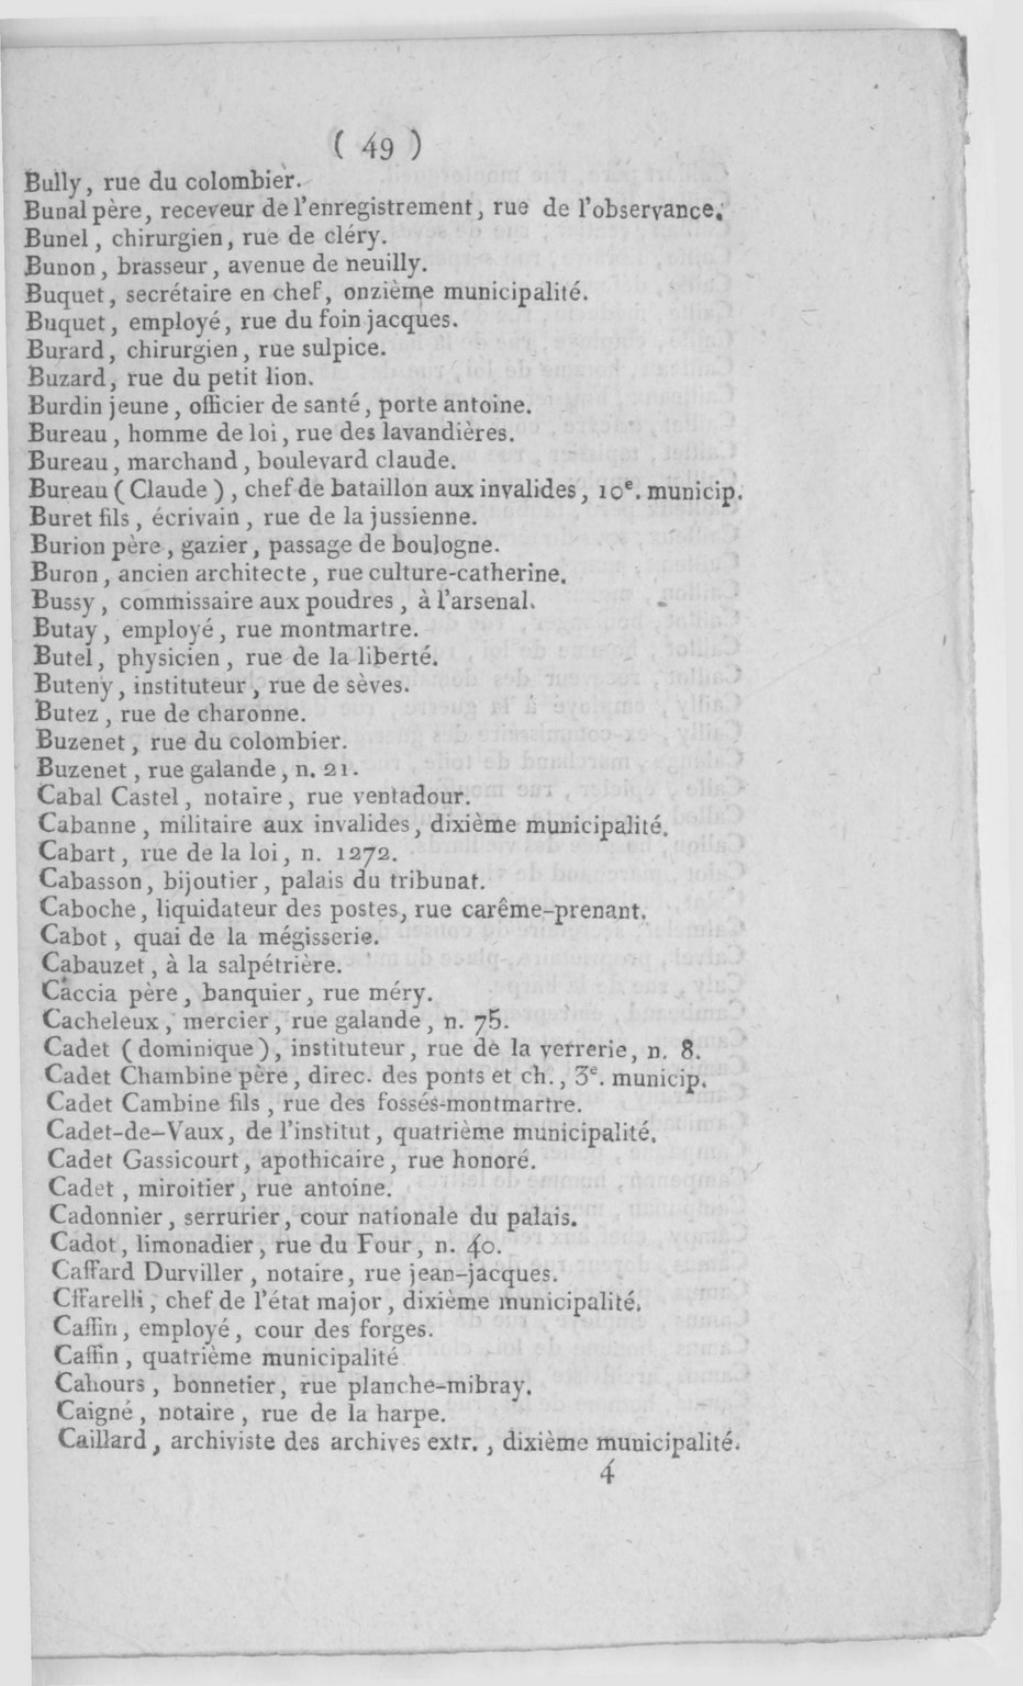 ( 49 )
Bully, rue du colombier.
Bunal père, receveur de l'enregistrement, rue de l'observance.
Bunel, chirurgien, rue de cléry.
Bunon, brasseur, avenue de neuilly.
Buquet, secrétaire en chef, onzième municipalité.
Buquet, employé, rue du foin jacques.
Burard, chirurgien, rue sulpice.
Buzard, rue du petit lion.
Burdin jeune, officier de santé, porte antoine.
Bureau, homme de loi, rue des lavandières.
Bureau, marchand, boulevard claude.
Bureau ( Claude ), chef de bataillon aux invalides, 10e. municip.
Buret fils, écrivain, rue de la jussienne.
Burion père, gazier, passage de boulogne.
Buron, ancien architecte, rue culture-catherine.
Bussy, commissaire aux poudres, à l'arsenal.
Butay, employé, rue montmartre.
Butel, physicien, rue de la liberté.
Buteny, instituteur, rue de sèves.
Butez, rue de charonne.
Buzenet, rue du colombier.
Buzenet, rue galande, n. 21.
Cabal Castel, notaire, rue ventadour.
Cabanne, militaire aux invalides, dixième municipalité.
Cabart, rue de la loi, n. 1272.
Cabasson, bijoutier, palais du tribunat.
Caboche, liquidateur des postes, rue carême-prenant.
Cabot, quai de la mégisserie.
Cabauzet, à la salpétrière.
Caccia père, banquier, rue méry.
Cacheleux, mercier, rue galande, n. 75.
Cadet ( dominique ), instituteur, rue de la verrerie, n. 8.
Cadet Chambine père, direc. des ponts et ch., 3e. municip.
Cadet Cambine fils, rue des fossés-montmartre.
Cadet-de-Vaux, de l'institut, quatrième municipalité.
Cadet Gassicourt, apothicaire, rue honoré.
Cadet, miroitier, rue antoine.
Cadonnier, serrurier, cour nationale du palais.
Cadot, limonadier, rue du Four, n. 40.
Caffard Durviller, notaire, rue jean-jacques.
Cffarelli, chef de l'état major, dixième municipalité.
Caffin, employé, cour des forges.
Caffin, quatrième municipalité
Cahours, bonnetier, rue planche-mibray.
Caigné, notaire, rue de la harpe.
Caillard, archiviste des archives extr., dixième municipalité.
4